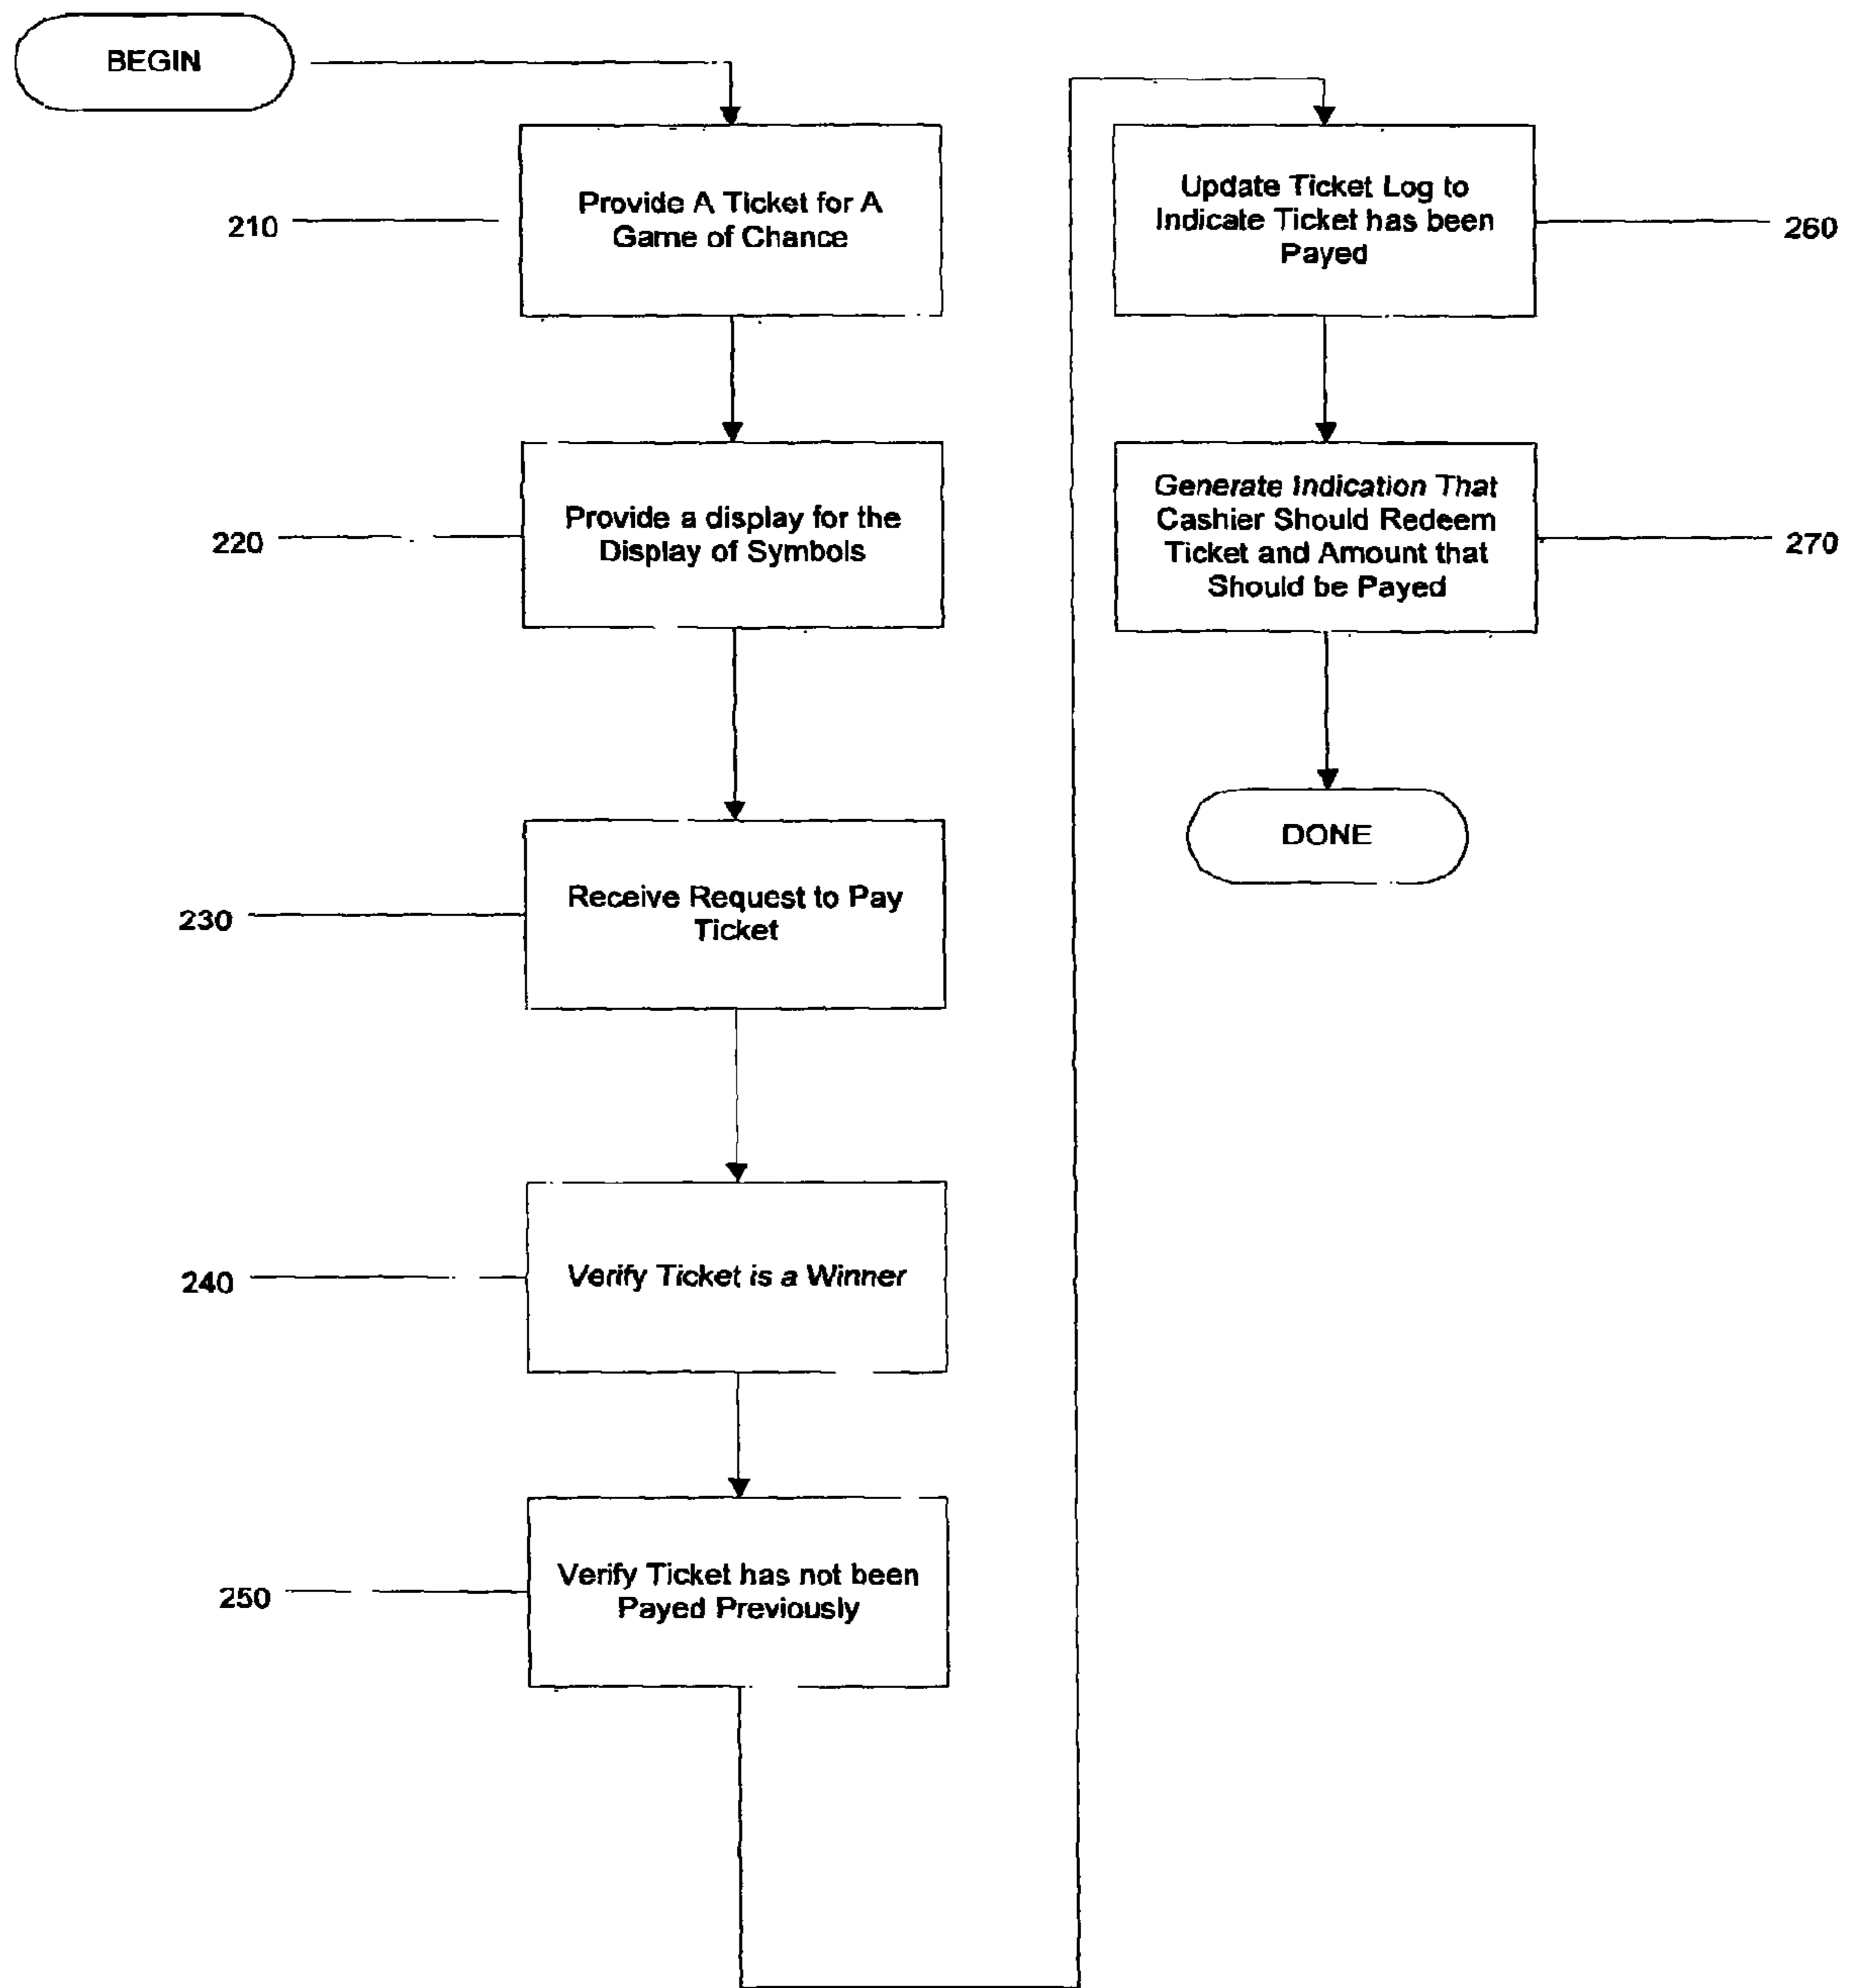 BEGIN
210
Provide A Ticket for A
Game of Chance
220
Provide a display for the
Display of Symbols
230
Receive Request to Pay
Ticket
240
Verify Ticket is a Winner
250
Verify Ticket has not been
Payed Previously
Update Ticket Log to
Indicate Ticket has been
Payed
260
Generate Indication That
Cashier Should Redeem
Ticket and Amount that
Should be Payed
270
DONE